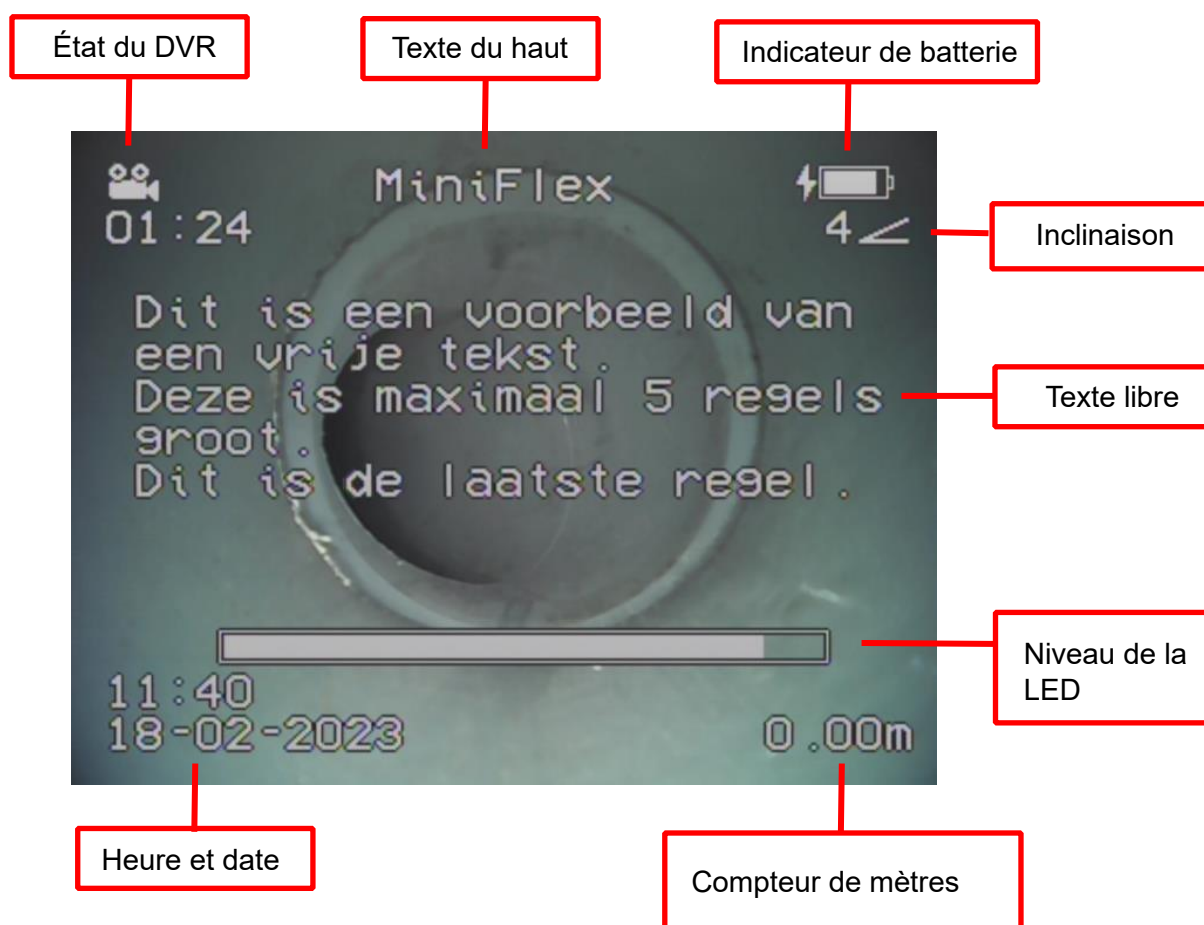 État du DVR
Texte du haut
Indicateur de batterie
MiniFlex
01:24
4
Inclinaison
Dit is een voorbeeld van
een vrije tekst.
Deze is maximaal 5 regels
groot.
Dit is de laatste regel.
Texte libre
Niveau de la
LED
11:40
18-02-2023
0.00m
Heure et date
Compteur de mètres